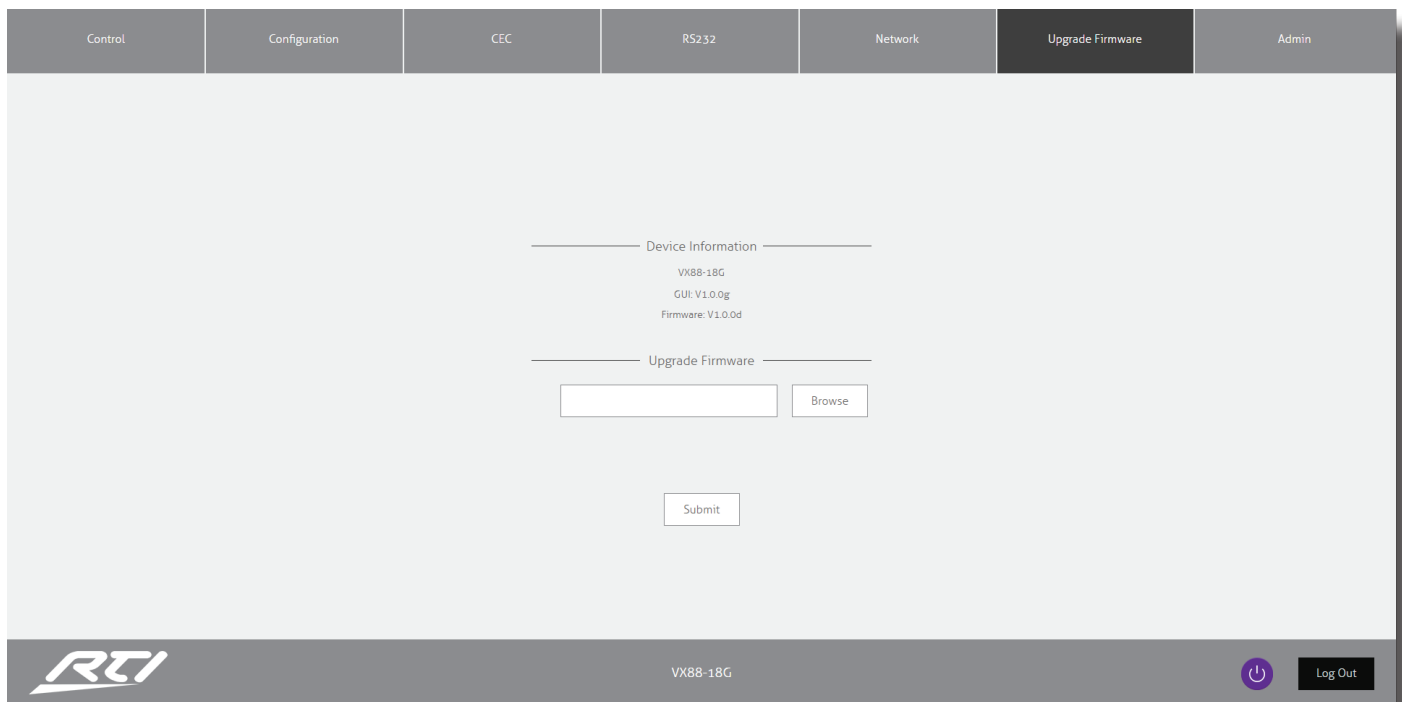 Control
Configuration
CEC
RS232
Network
Upgrade Firmware
Admin
Device Information
VX88-18G
GUI: V1.0.0g
Firmware: V1.0.0d
Upgrade Firmware
Browse
Submit
RTI
VX88-18G
Log Out